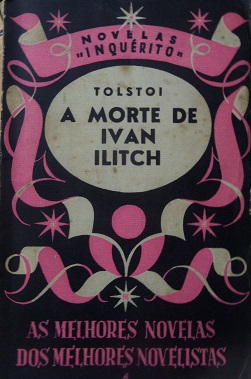 NOVELAS
"INQUÉRITO"
TOLSTOI
A MORTE DE
IVAN
ILITCH
AS MELHORES NOVELAS
DOS MELHORES NOVELISTAS